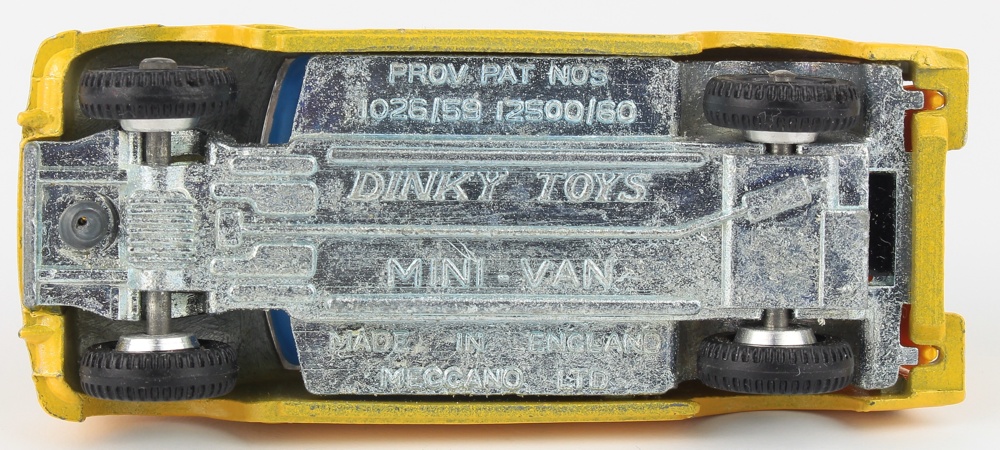 PROV. PAT NOS
1026/59 12500/60
DINKY TOYS
MINI-VAN
MADE IN ENGLAND
MECCANO LTD